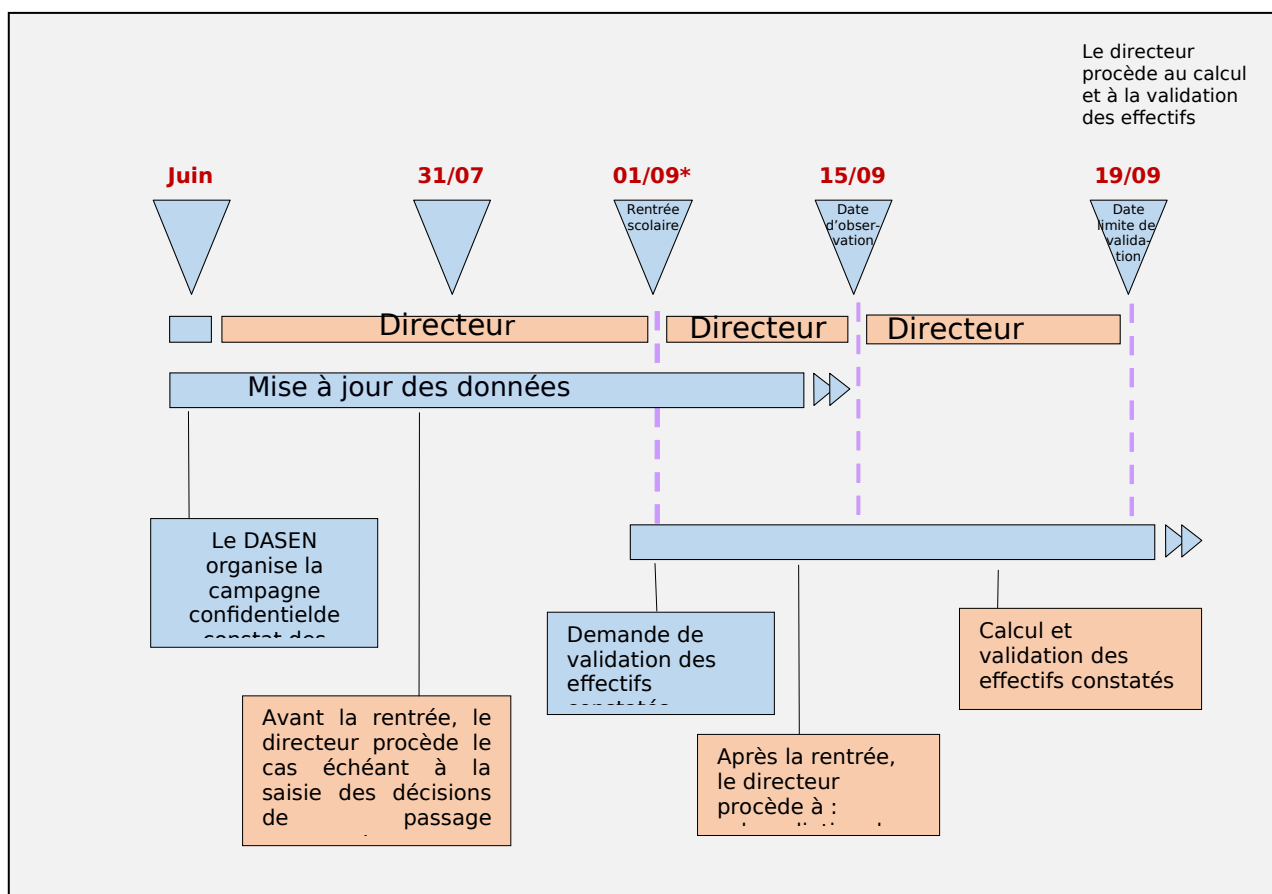 Le directeur
procède au calcul
et à la validation
des effectifs
Juin
31/07
01/09*
15/09
19/09
Rentrée
scolaire
Date
d'obser-
vation
Date
limite de
valida-
tion
Directeur
Directeur
Directeur
Mise à jour des données
Le DASEN
organise la
campagne
confidentielde
constat des
Demande de
validation des
effectifs
constatés
Calcul et
validation des
effectifs constatés
Avant la rentrée, le
directeur procède le
cas échéant à la
saisie des décisions
de passage
Après la rentrée,
le directeur
procède à :